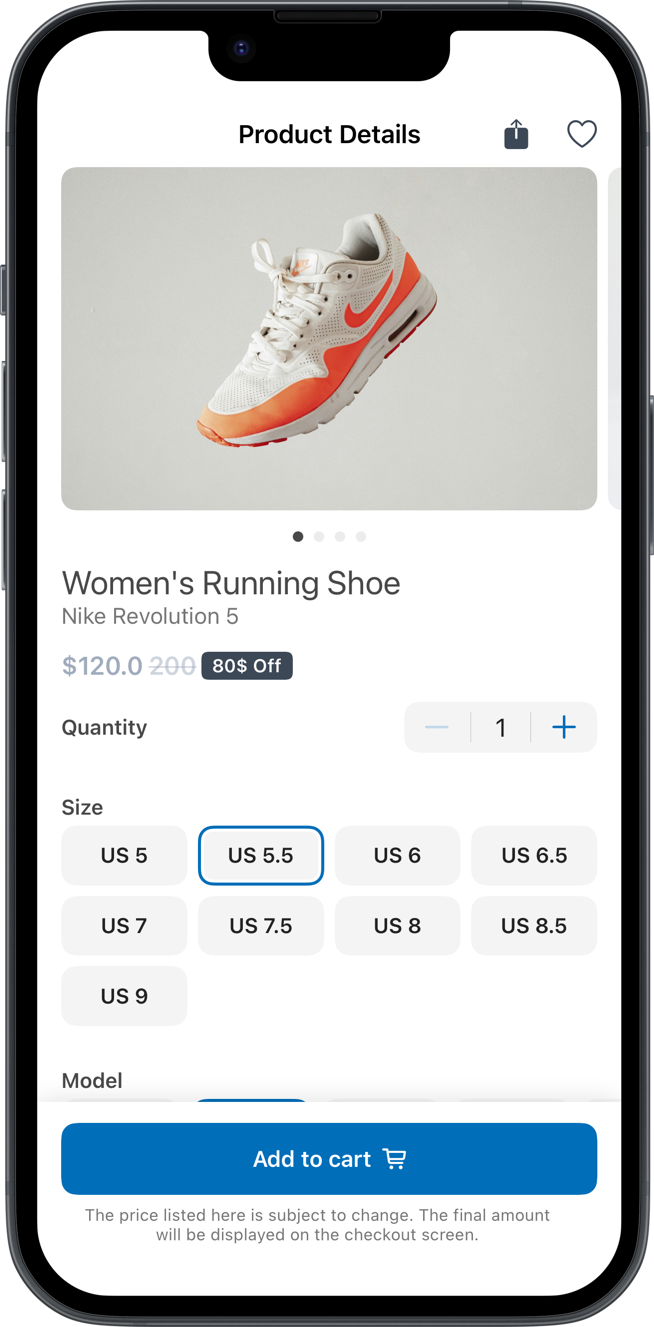 Product Details
Women's Running Shoe
Nike Revolution 5
$120.0 200 80$ Off
Quantity
1
Size
US 5 US 5.5 US 6 US 6.5
US 7 US 7.5 US 8 US 8.5
US 9
Model
Add to cart
The price listed here is subject to change. The final amount
will be displayed on the checkout screen.